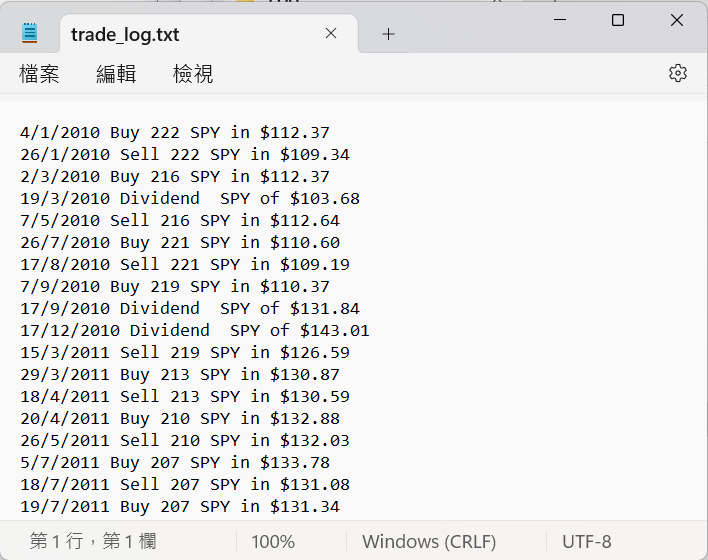 trade_log.txt
檔案 編輯 檢視
4/1/2010 Buy 222 SPY in $112.37
26/1/2010 Sell 222 SPY in $109.34
2/3/2010 Buy 216 SPY in $112.37
19/3/2010 Dividend  SPY of $103.68
7/5/2010 Sell 216 SPY in $112.64
26/7/2010 Buy 221 SPY in $110.60
17/8/2010 Sell 221 SPY in $109.19
7/9/2010 Buy 219 SPY in $110.37
17/9/2010 Dividend  SPY of $131.84
17/12/2010 Dividend  SPY of $143.01
15/3/2011 Sell 219 SPY in $126.59
29/3/2011 Buy 213 SPY in $130.87
18/4/2011 Sell 213 SPY in $130.59
20/4/2011 Buy 210 SPY in $132.88
26/5/2011 Sell 210 SPY in $132.03
5/7/2011 Buy 207 SPY in $133.78
18/7/2011 Sell 207 SPY in $131.08
19/7/2011 Buy 207 SPY in $131.34
第 1 行，第 1 欄 100% Windows (CRLF) UTF-8